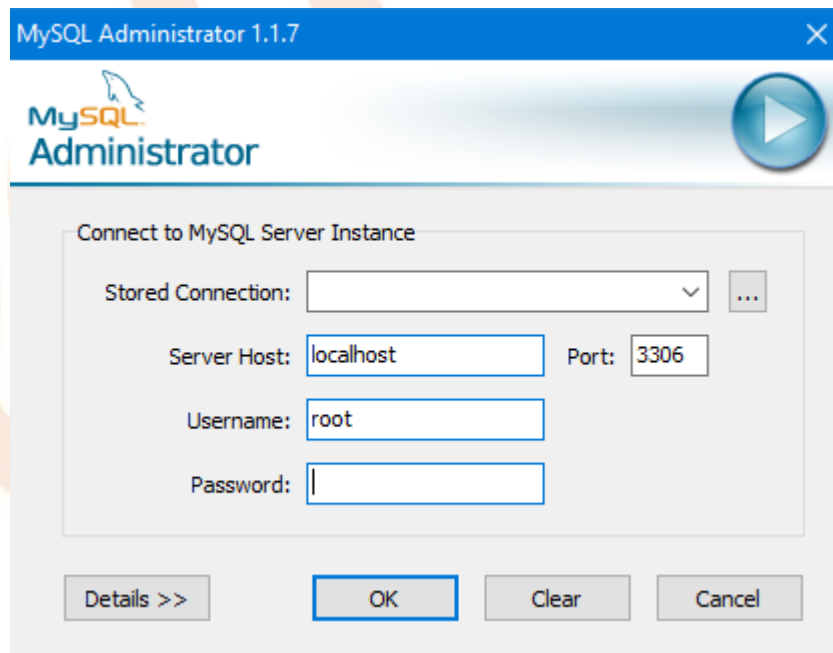 MySQL Administrator 1.1.7
MySQL
Administrator
Connect to MySQL Server Instance
Stored Connection:
...
Server Host: localhost Port: 3306
Username: root
Password:
Details >> OK Clear Cancel